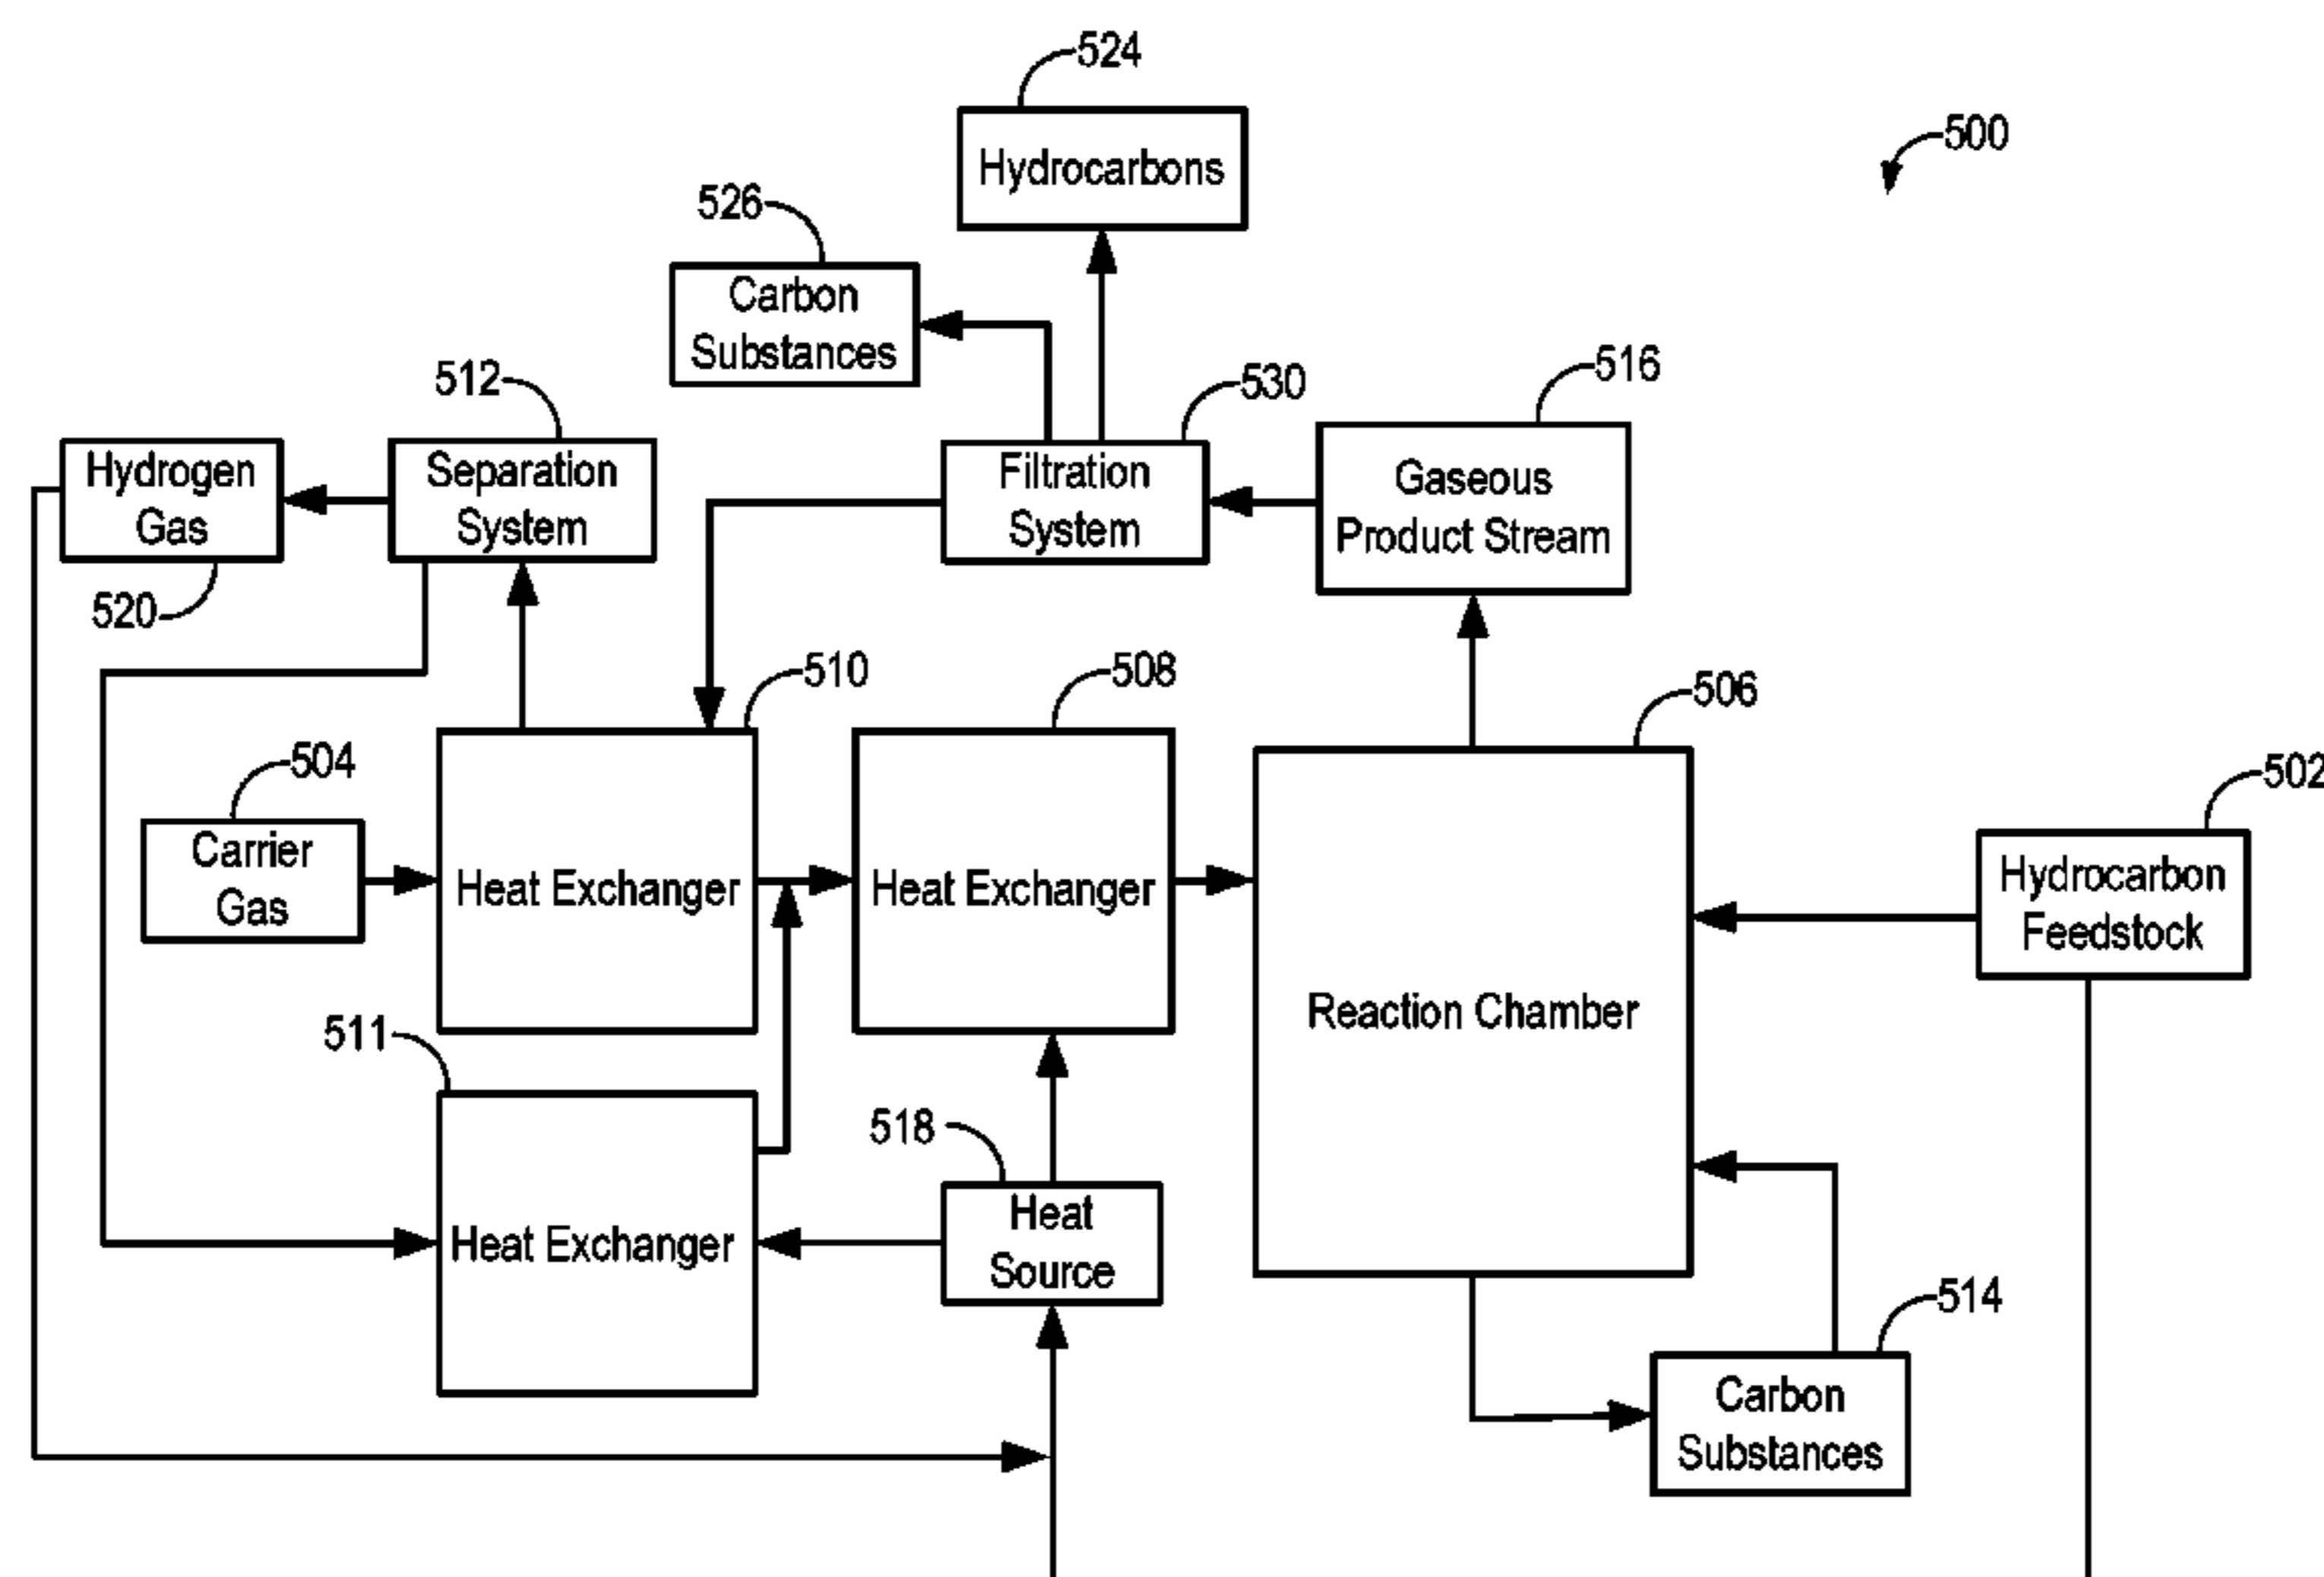 524
500
Hydrocarbons
526
Carbon
Substances
512
530
516
Hydrogen
Gas
Separation
System
Filtration
System
Gaseous
Product Stream
520
510
508
506
504
502
Carrier
Gas
Heat Exchanger
Heat Exchanger
Hydrocarbon
Feedstock
Reaction Chamber
511
518
Heat Exchanger
Heat
Source
514
Carbon
Substances